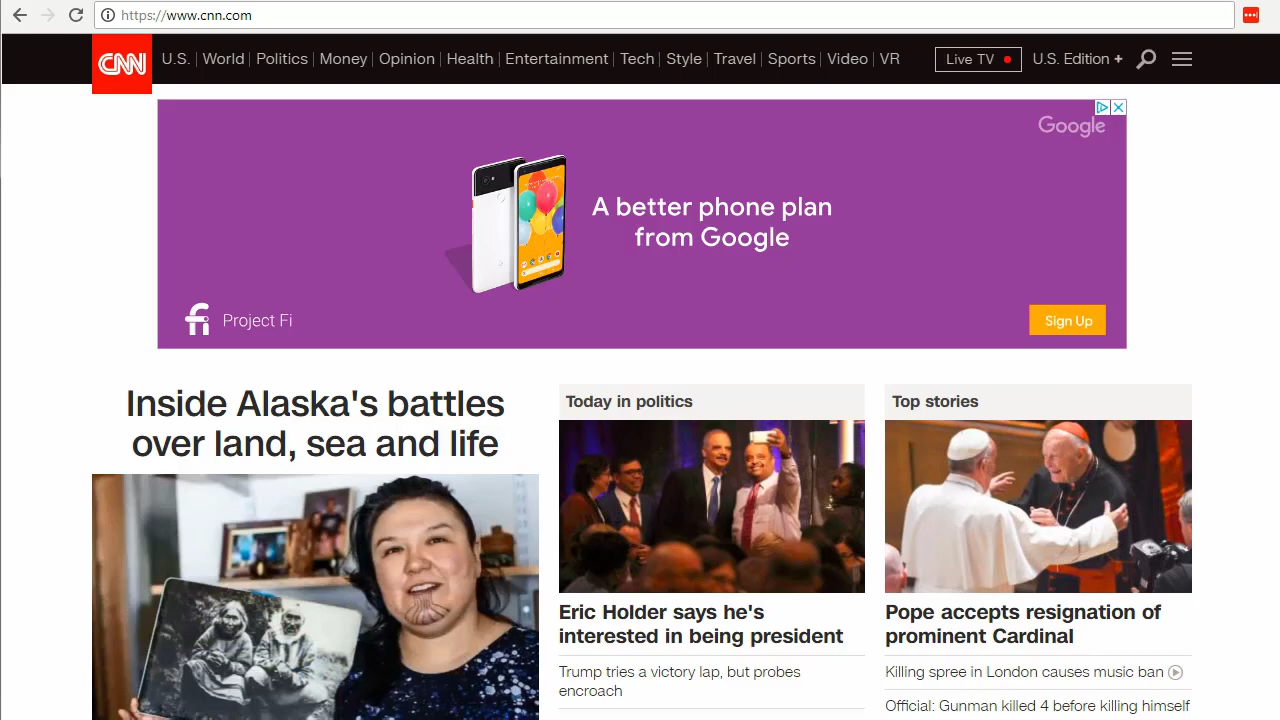 https://www.cnn.com
CNN
U.S. World Politics Money Opinion Health Entertainment Tech Style Travel Sports Video VR
Live TV
U.S. Edition +
Google
A better phone plan
from Google
fi Project Fi
Sign Up
Inside Alaska's battles
over land, sea and life
Today in politics
Eric Holder says he's
interested in being president
Trump tries a victory lap, but probes
encroach
Top stories
Pope accepts resignation of
prominent Cardinal
Killing spree in London causes music ban
Official: Gunman killed 4 before killing himself